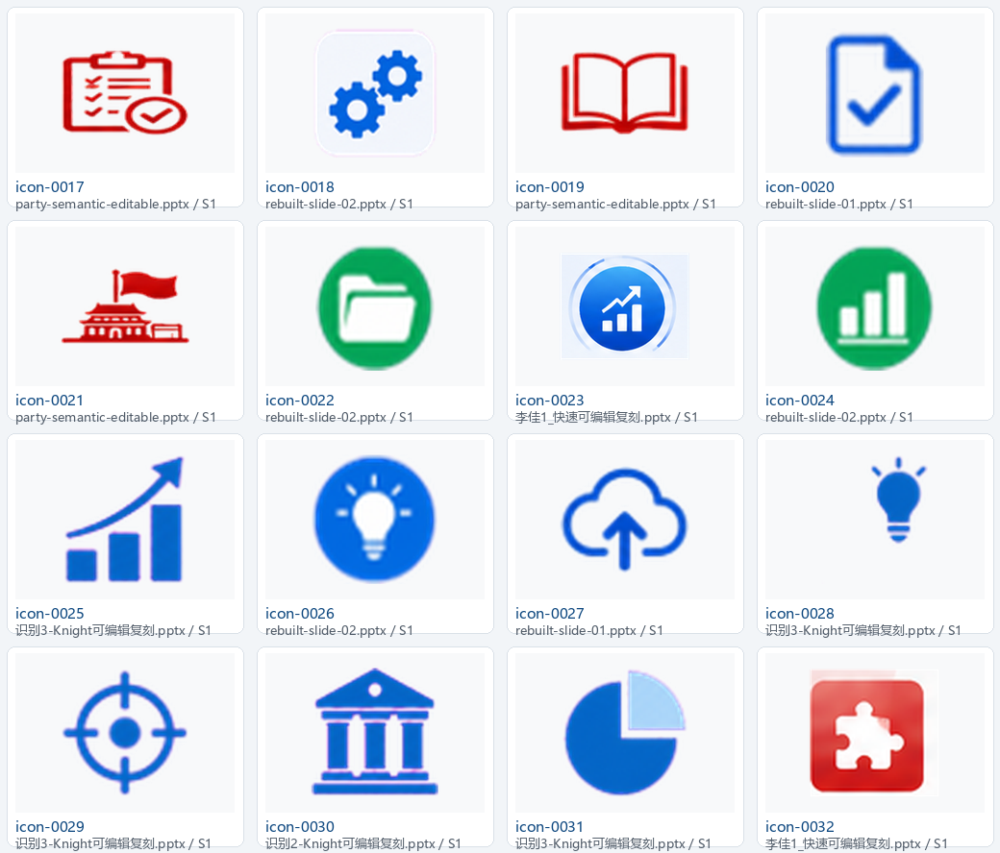 icon-0017
party-semantic-editable.pptx / S1
icon-0018
rebuilt-slide-02.pptx / S1
icon-0019
party-semantic-editable.pptx / S1
icon-0020
rebuilt-slide-01.pptx / S1
icon-0021
party-semantic-editable.pptx / S1
icon-0022
rebuilt-slide-02.pptx / S1
icon-0023
李佳1_快速可编辑复刻.pptx / S1
icon-0024
rebuilt-slide-02.pptx / S1
icon-0025
识别3-Knight可编辑复刻.pptx / S1
icon-0026
rebuilt-slide-02.pptx / S1
icon-0027
rebuilt-slide-01.pptx / S1
icon-0028
识别3-Knight可编辑复刻.pptx / S1
icon-0029
识别3-Knight可编辑复刻.pptx / S1
icon-0030
识别2-Knight可编辑复刻.pptx / S1
icon-0031
识别3-Knight可编辑复刻.pptx / S1
icon-0032
李佳1_快速可编辑复刻.pptx / S1